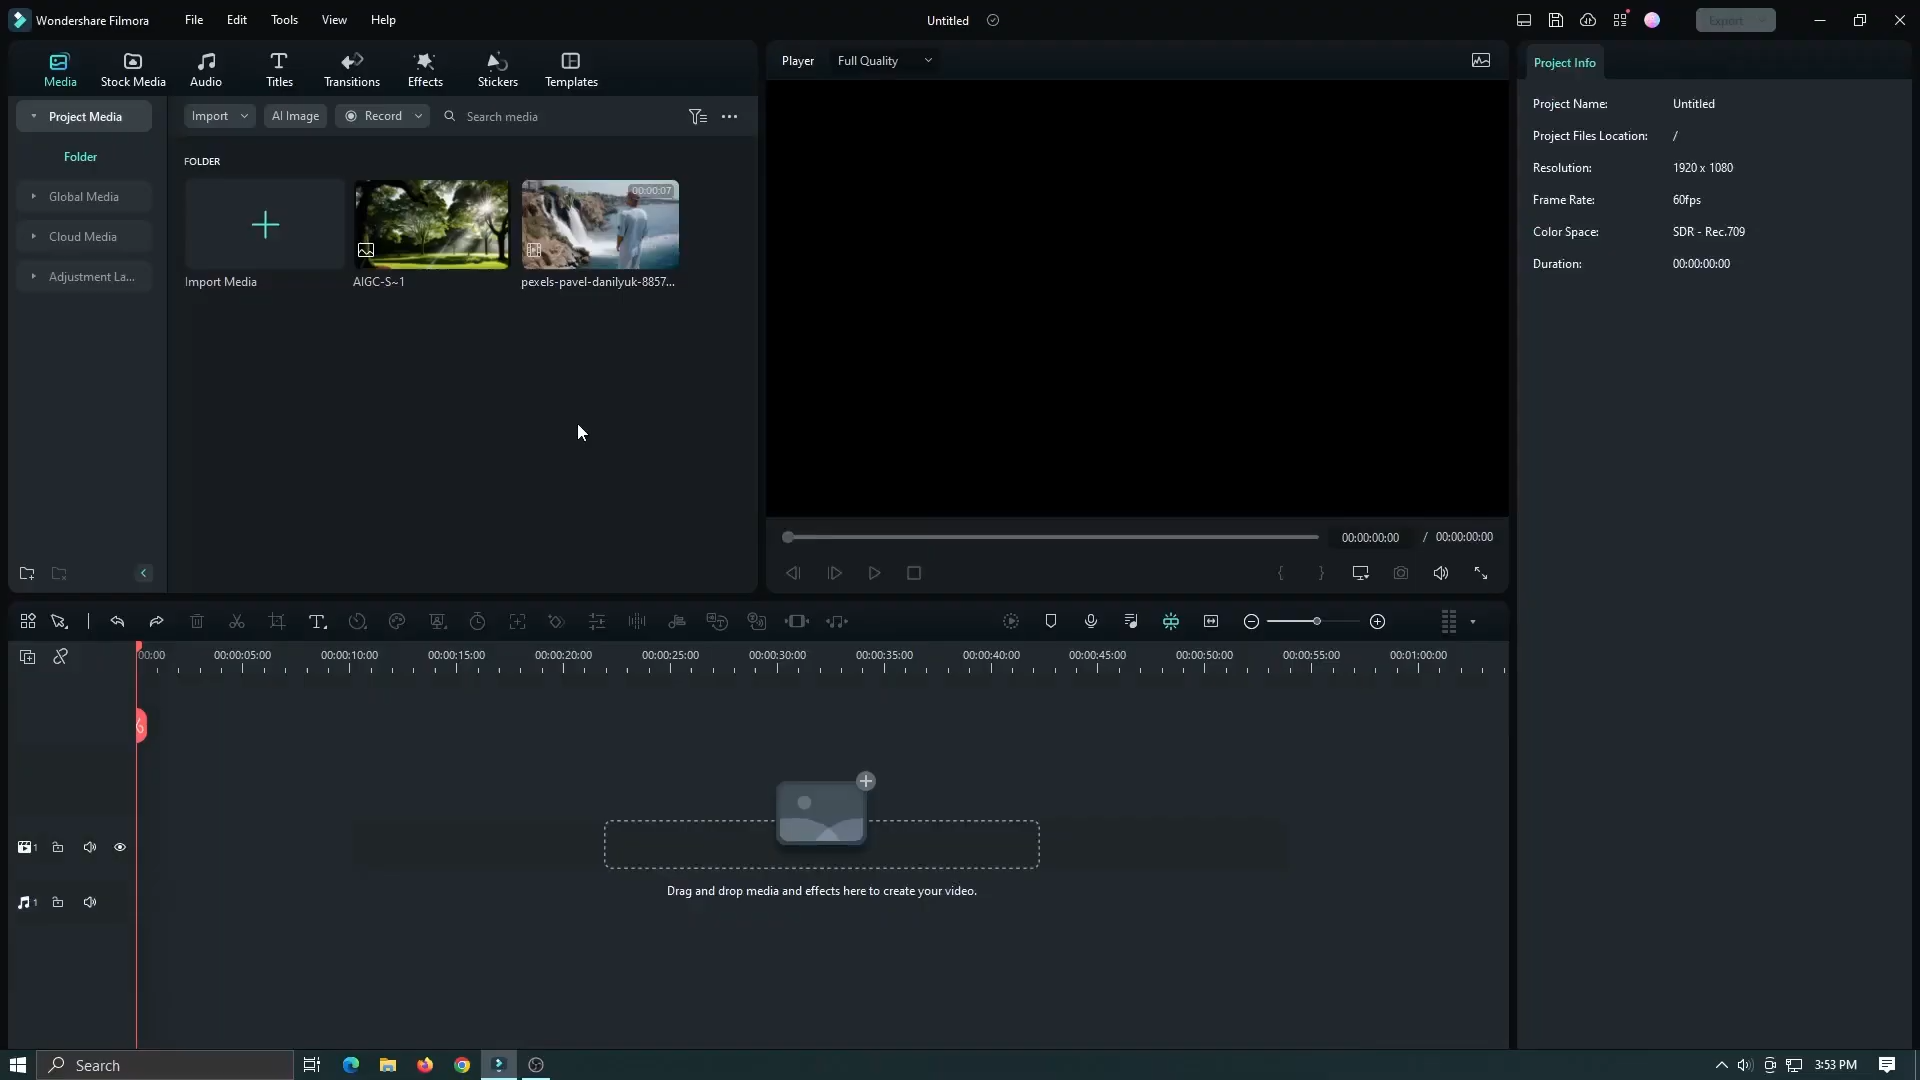 Wondershare Filmora
File
Edit
Tools
View
Help
Untitled
Export
Media
Stock Media
Audio
Titles
Transitions
Effects
Stickers
Templates
Player
Full Quality
Project Info
Project Media
Import
AI Image
Record
Search media
Folder
FOLDER
Global Media
Cloud Media
Adjustment La...
00:00:07
Import Media
AIGC-S~1
pexels-pavel-danilyuk-8857...
Project Name: Untitled
Project Files Location: /
Resolution: 1920 x 1080
Frame Rate: 60fps
Color Space: SDR - Rec.709
Duration: 00:00:00:00
00:00:00:00 / 00:00:00:00
{ }
00:00 00:00:05:00 00:00:10:00 00:00:15:00 00:00:20:00 00:00:25:00 00:00:30:00 00:00:35:00 00:00:40:00 00:00:45:00 00:00:50:00 00:00:55:00 00:01:00:00
1
Drag and drop media and effects here to create your video.
1
Search
3:53 PM